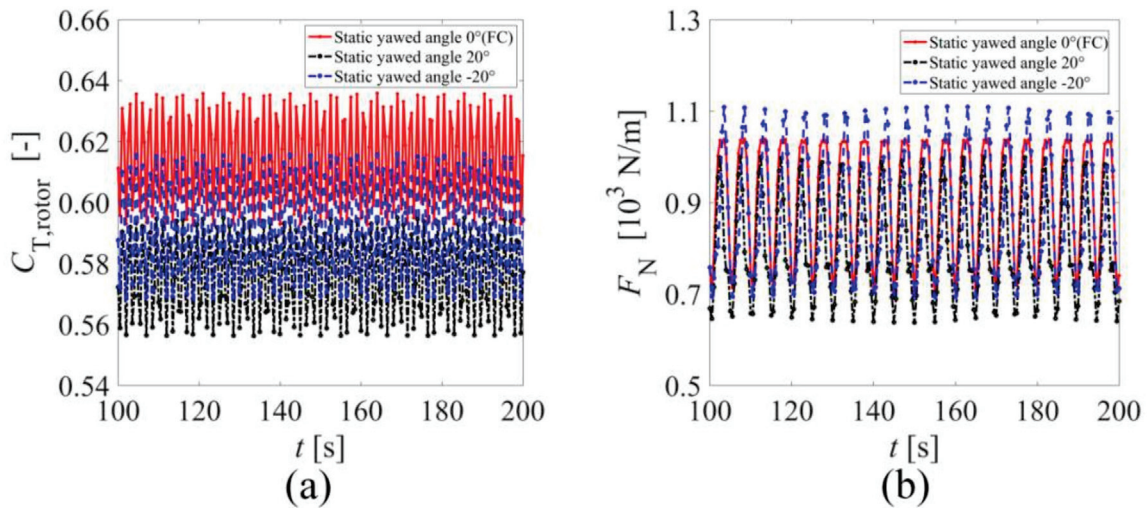 0.66
0.64
0.62
0.60
0.58
0.56
0.54
C_T,rotor [-]
Static yawed angle 0°(FC)
Static yawed angle 20°
Static yawed angle -20°
100 120 140 160 180 200
t [s]
(a)
1.3
1.1
0.9
0.7
0.5
F_N [10³ N/m]
Static yawed angle 0°(FC)
Static yawed angle 20°
Static yawed angle -20°
100 120 140 160 180 200
t [s]
(b)